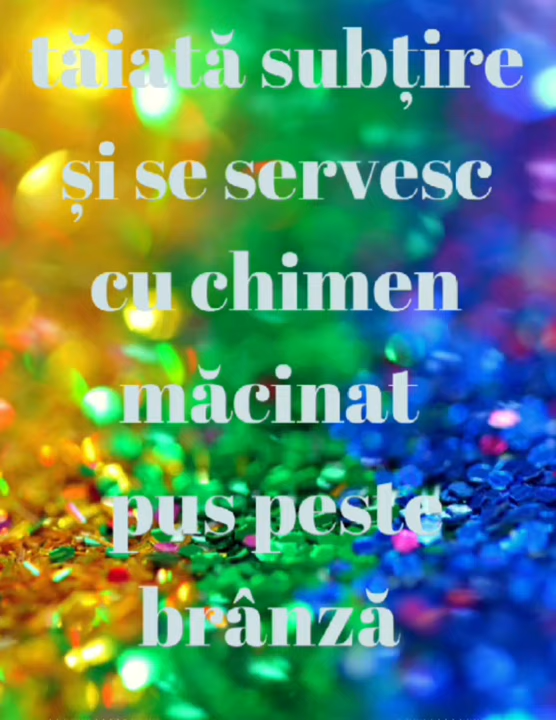 tăiată subțire
și se servesc
cu chimen
măcinat
pus peste
brânză